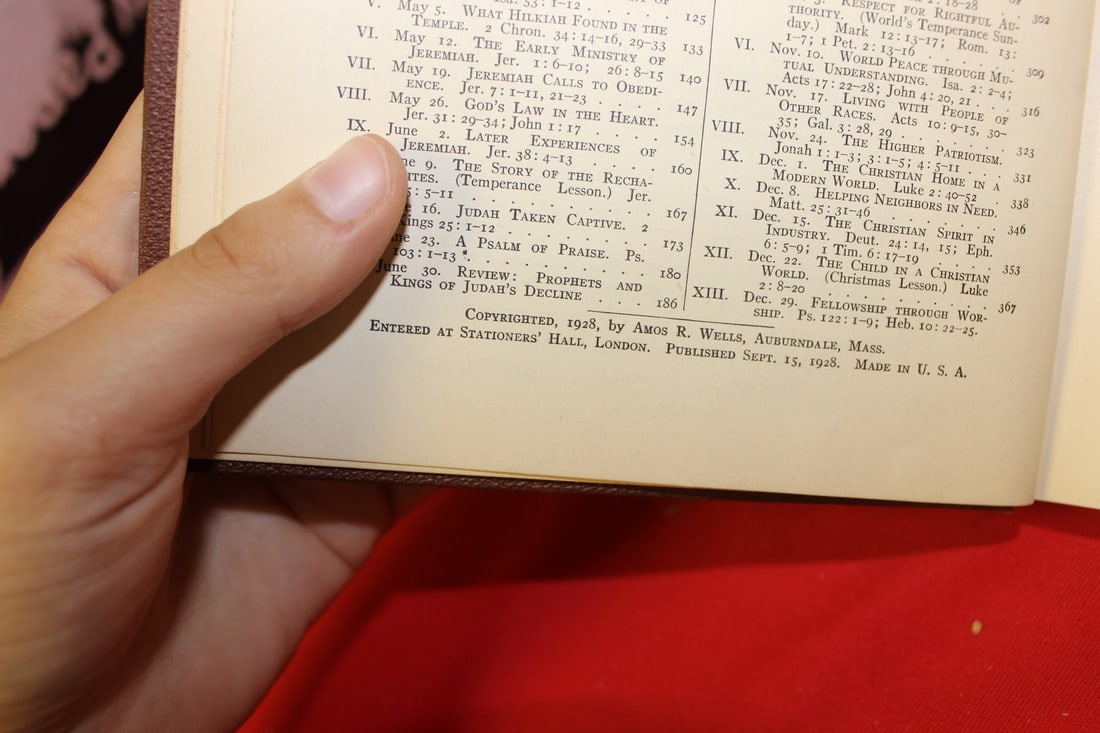 Isa. 53: 1-12 . . . . . 125
V. May 5. What Hilkiah Found in the
Temple. 2 Chron. 34: 14-16, 29-33 133
VI. May 12. The Early Ministry of
Jeremiah. Jer. 1: 6-10; 26: 8-15 140
VII. May 19. Jeremiah Calls to Obedi-
ence. Jer. 7: 1-11, 21-23 . . . . 147
VIII. May 26. God's Law in the Heart.
Jer. 31: 29-34; John 1: 17 . . . . 154
IX. June 2. Later Experiences of
Jeremiah. Jer. 38: 4-13 . . . . 160
ne 9. The Story of the Recha-
ites. (Temperance Lesson.) Jer.
5: 5-11 . . . . . . . . 167
e 16. Judah Taken Captive. 2
Kings 25: 1-12 . . . . . . 173
ne 23. A Psalm of Praise. Ps.
103: 1-13 . . . . . . . 180
June 30. Review: Prophets and
Kings of Judah's Decline . . . 186
2: 18-28 . . 302
3. Respect for Rightful Au-
thority. (World's Temperance Sun-
day.) Mark 12: 13-17; Rom. 13:
1-7; 1 Pet. 2: 13-16 . . . . . . 309
VI. Nov. 10. World Peace through Mu-
tual Understanding. Isa. 2: 2-4;
Acts 17: 22-28; John 4: 20, 21 . . . 316
VII. Nov. 17. Living with People of
Other Races. Acts 10: 9-15, 30-
35; Gal. 3: 28, 29 . . . . . . 323
VIII. Nov. 24. The Higher Patriotism.
Jonah 1: 1-3; 3: 1-5; 4: 5-11 . . . 331
IX. Dec. 1. The Christian Home in a
Modern World. Luke 2: 40-52 . 338
X. Dec. 8. Helping Neighbors in Need.
Matt. 25: 31-46 . . . . . . 346
XI. Dec. 15. The Christian Spirit in
Industry. Deut. 24: 14, 15; Eph.
6: 5-9; 1 Tim. 6: 17-19 . . . . . 353
XII. Dec. 22. The Child in a Christian
World. (Christmas Lesson.) Luke
2: 8-20 . . . . . . . . 367
XIII. Dec. 29. Fellowship through Wor-
ship. Ps. 122: 1-9; Heb. 10: 22-25.
Copyrighted, 1928, by Amos R. Wells, Auburndale, Mass.
Entered at Stationers' Hall, London. Published Sept. 15, 1928. Made in U. S. A.